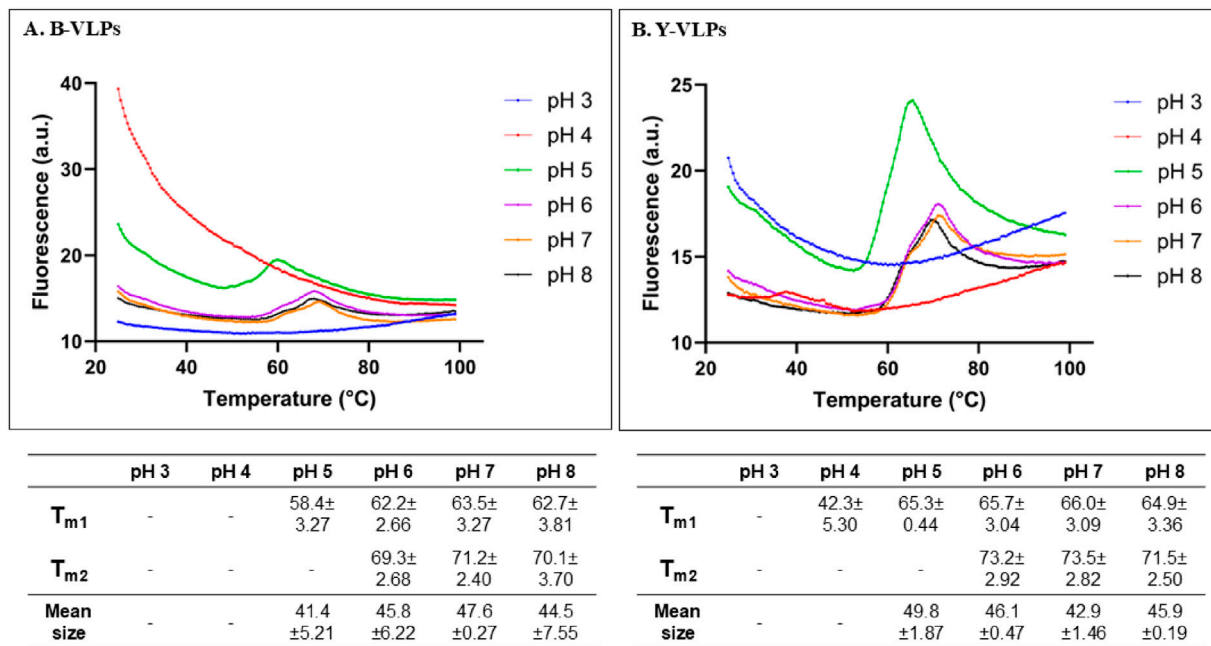 A. B-VLPs
40
30
20
10
20
40
60
80
100
Fluorescence (a.u.)
Temperature (°C)
pH 3
pH 4
pH 5
pH 6
pH 7
pH 8
B. Y-VLPs
25
20
15
10
20
40
60
80
100
Fluorescence (a.u.)
Temperature (°C)
pH 3
pH 4
pH 5
pH 6
pH 7
pH 8
pH 3 pH 4 pH 5 pH 6 pH 7 pH 8
Tm1 - - 58.4± 62.2± 63.5± 62.7±
3.27 2.66 3.27 3.81
Tm2 - - - 69.3± 71.2± 70.1±
2.68 2.40 3.70
Mean - - 41.4 45.8 47.6 44.5
size ±5.21 ±6.22 ±0.27 ±7.55
pH 3 pH 4 pH 5 pH 6 pH 7 pH 8
Tm1 - 42.3± 65.3± 65.7± 66.0± 64.9±
5.30 0.44 3.04 3.09 3.36
Tm2 - - - 73.2± 73.5± 71.5±
2.92 2.82 2.50
Mean - - 49.8 46.1 42.9 45.9
size ±1.87 ±0.47 ±1.46 ±0.19